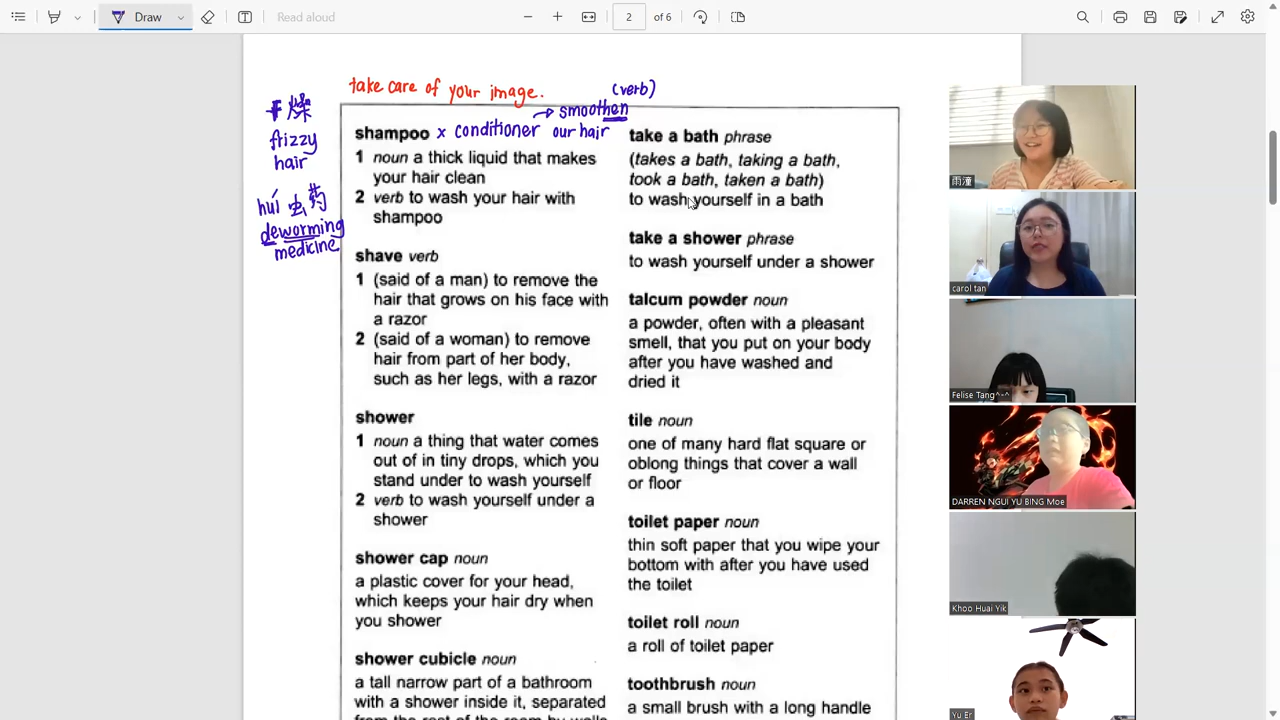 Draw
Read aloud
2 of 6
take care of your image.
(verb)
燥
frizzy
hair
huí 虫药
deworming
medicine
→ smoothen
shampoo x conditioner our hair
1 noun a thick liquid that makes
your hair clean
2 verb to wash your hair with
shampoo
shave verb
1 (said of a man) to remove the
hair that grows on his face with
a razor
2 (said of a woman) to remove
hair from part of her body,
such as her legs, with a razor
shower
1 noun a thing that water comes
out of in tiny drops, which you
stand under to wash yourself
2 verb to wash yourself under a
shower
shower cap noun
a plastic cover for your head,
which keeps your hair dry when
you shower
shower cubicle noun
a tall narrow part of a bathroom
with a shower inside it, separated
from the rest of the room by walls
take a bath phrase
(takes a bath, taking a bath,
took a bath, taken a bath)
to wash yourself in a bath
take a shower phrase
to wash yourself under a shower
talcum powder noun
a powder, often with a pleasant
smell, that you put on your body
after you have washed and
dried it
tile noun
one of many hard flat square or
oblong things that cover a wall
or floor
toilet paper noun
thin soft paper that you wipe your
bottom with after you have used
the toilet
toilet roll noun
a roll of toilet paper
toothbrush noun
a small brush with a long handle
雨潼
carol tan
Felise Tang^-^
DARREN NGUI YU BING Moe
Khoo Huai Yik
Yu Er